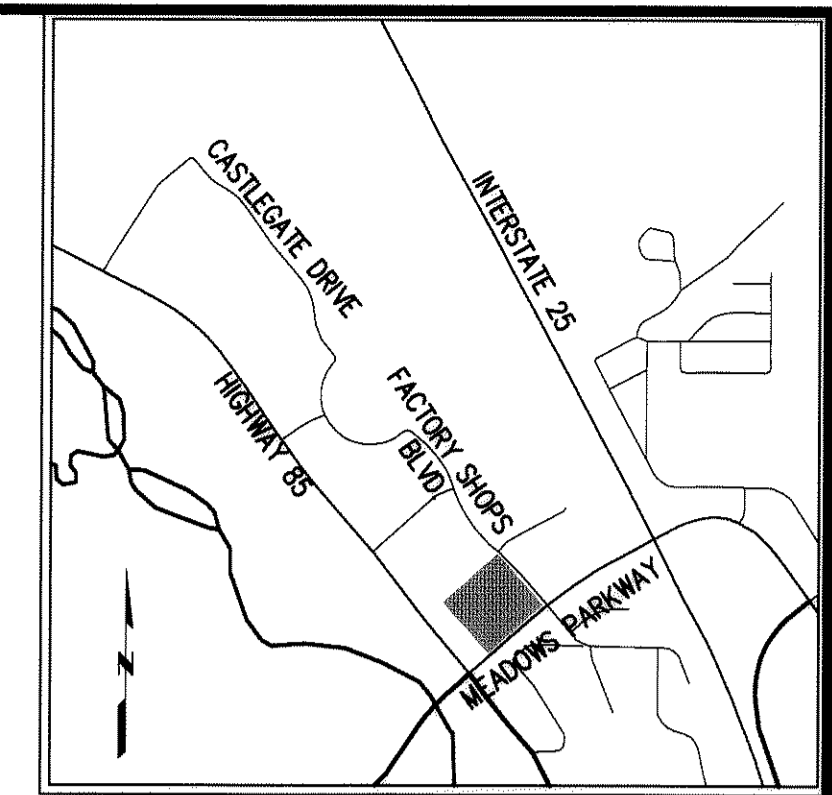 CASTLEGATE DRIVE
INTERSTATE 25
HIGHWAY 85
FACTORY SHOPS
BLVD
MEADOWS PARKWAY
N